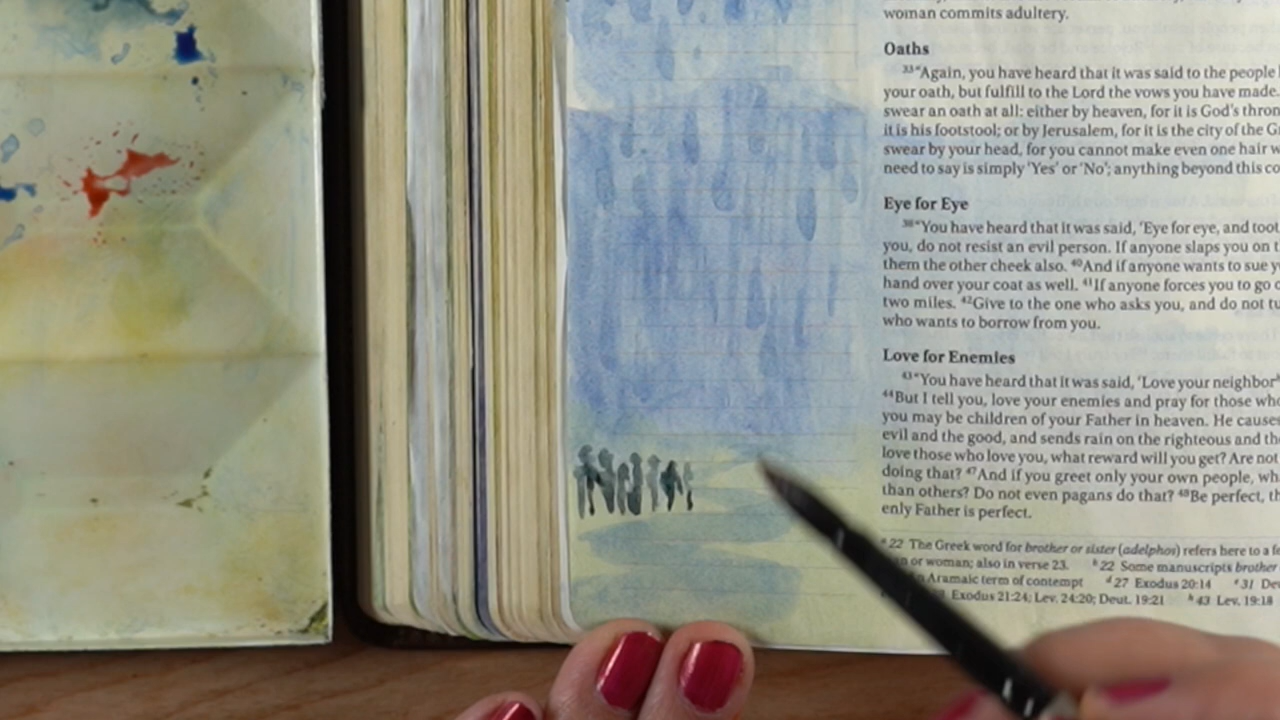 woman commits adultery.
Oaths
33"Again, you have heard that it was said to the people
your oath, but fulfill to the Lord the vows you have made.
swear an oath at all: either by heaven, for it is God's
it is his footstool; or by Jerusalem, for it is the city of the
swear by your head, for you cannot make even one hair
need to say is simply 'Yes' or 'No'; anything beyond this
Eye for Eye
38"You have heard that it was said, 'Eye for eye, and
you, do not resist an evil person. If anyone slaps you on
them the other cheek also. 40And if anyone wants to sue
hand over your coat as well. 41If anyone forces you to go
two miles. 42Give to the one who asks you, and do not
who wants to borrow from you.
Love for Enemies
43"You have heard that it was said, 'Love your neighbor
44But I tell you, love your enemies and pray for those
you may be children of your Father in heaven. He causes
evil and the good, and sends rain on the righteous and
love those who love you, what reward will you get? Are not
doing that? 47And if you greet only your own people,
than others? Do not even pagans do that? 48Be perfect,
enly Father is perfect.
22 The Greek word for brother or sister (adelphos) refers here to a
or woman; also in verse 23. b 22 Some manuscripts brother
Aramaic term of contempt d 27 Exodus 20:14 e 31
Exodus 21:24; Lev. 24:20; Deut. 19:21 h 43 Lev. 19:18